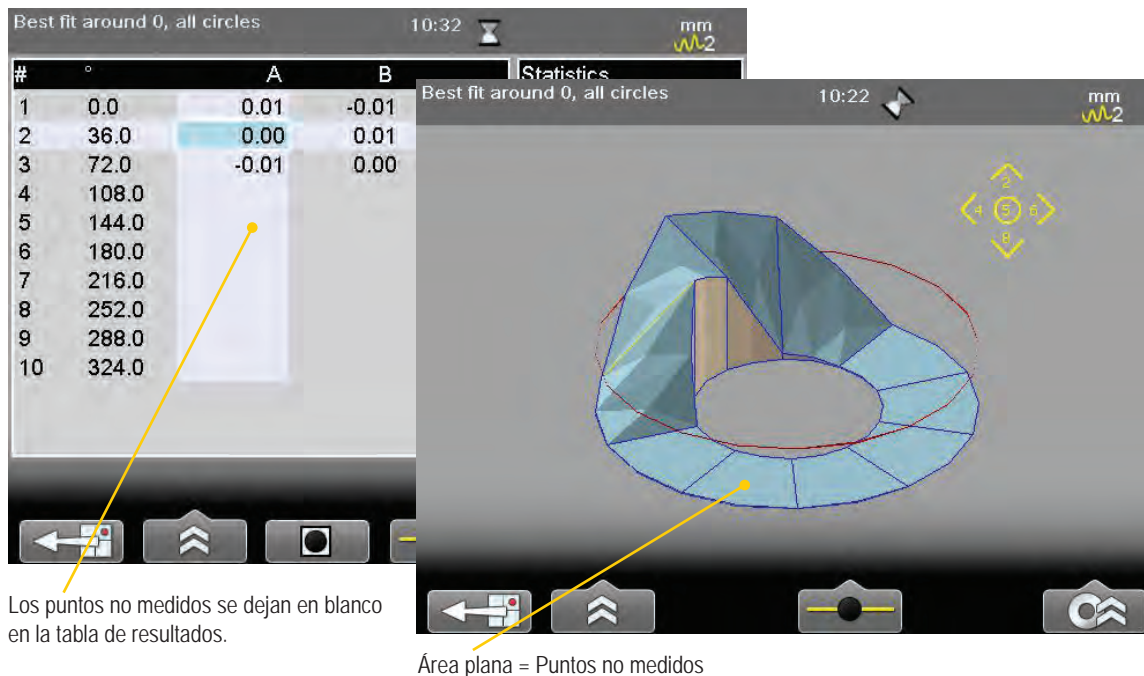 Best fit around 0, all circles 10:32 mm
2
# ° A B Statistics
1 0.0 0.01 -0.01
2 36.0 0.00 0.01
3 72.0 -0.01 0.00
4 108.0
5 144.0
6 180.0
7 216.0
8 252.0
9 288.0
10 324.0
Los puntos no medidos se dejan en blanco
en la tabla de resultados.
Best fit around 0, all circles 10:22 mm
2
2
4 5 6
8
Área plana = Puntos no medidos